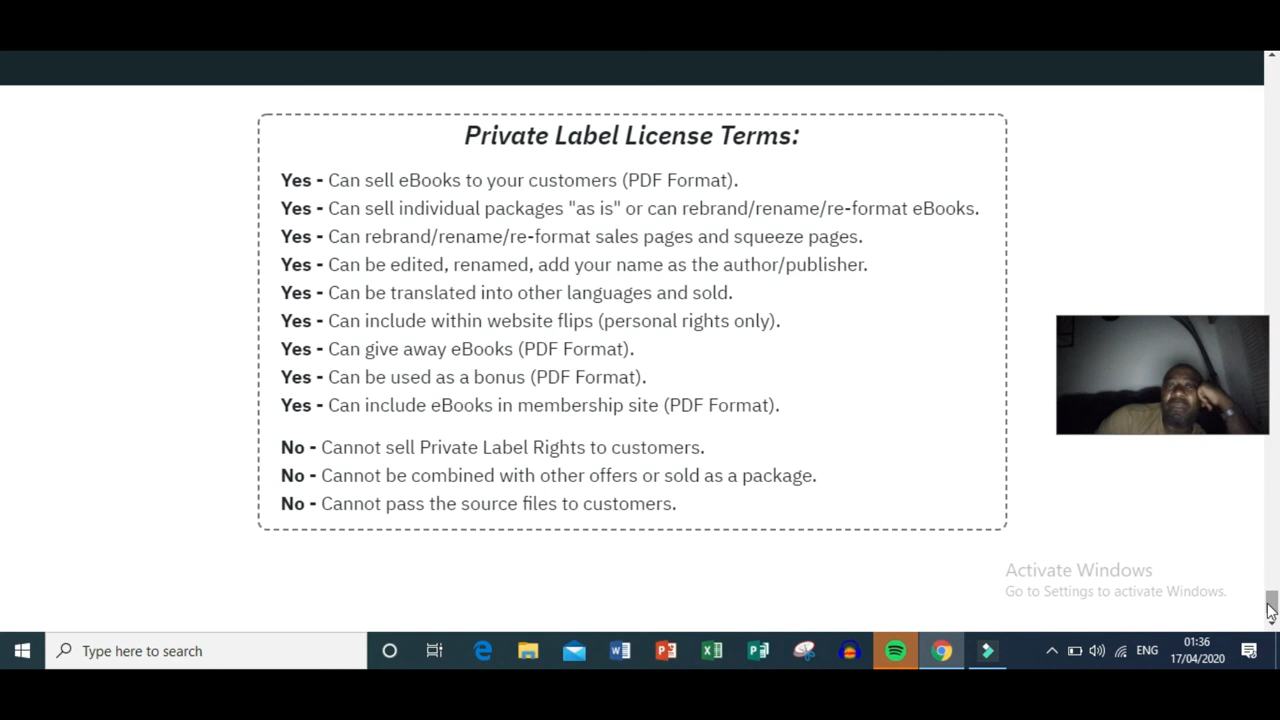 Private Label License Terms:
Yes - Can sell eBooks to your customers (PDF Format).
Yes - Can sell individual packages "as is" or can rebrand/rename/re-format eBooks.
Yes - Can rebrand/rename/re-format sales pages and squeeze pages.
Yes - Can be edited, renamed, add your name as the author/publisher.
Yes - Can be translated into other languages and sold.
Yes - Can include within website flips (personal rights only).
Yes - Can give away eBooks (PDF Format).
Yes - Can be used as a bonus (PDF Format).
Yes - Can include eBooks in membership site (PDF Format).
No - Cannot sell Private Label Rights to customers.
No - Cannot be combined with other offers or sold as a package.
No - Cannot pass the source files to customers.
Activate Windows
Go to Settings to activate Windows.
Type here to search
ENG
01:36
17/04/2020